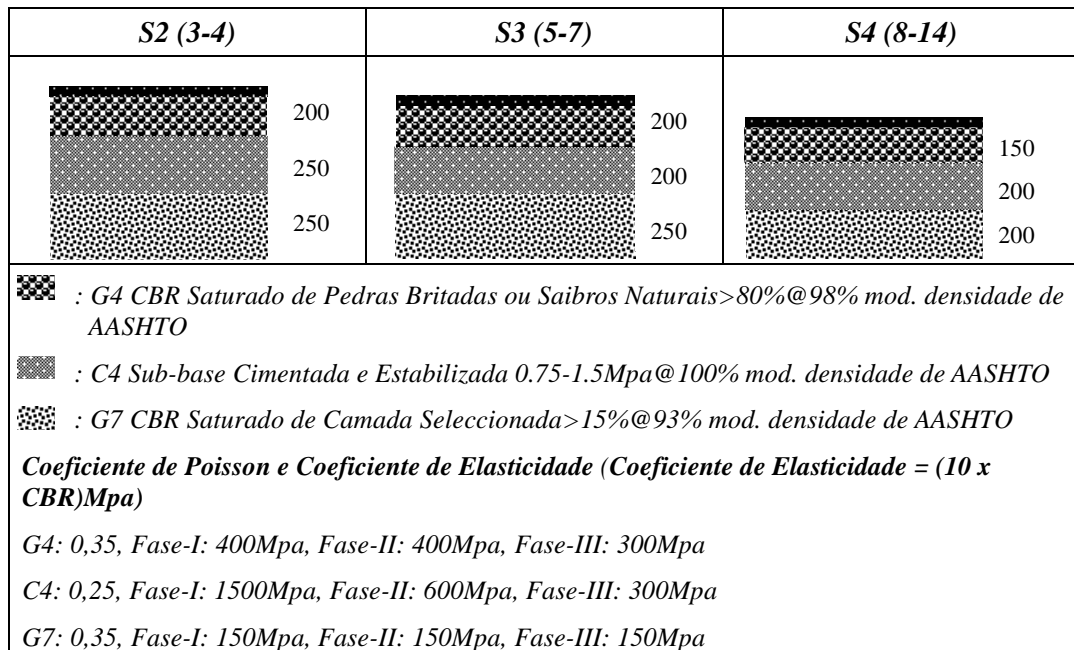 S2 (3-4)
S3 (5-7)
S4 (8-14)
200
250
250
200
200
250
150
200
200
: G4 CBR Saturado de Pedras Britadas ou Saibros Naturais>80%@98% mod. densidade de
AASHTO
: C4 Sub-base Cimentada e Estabilizada 0.75-1.5Mpa@100% mod. densidade de AASHTO
: G7 CBR Saturado de Camada Seleccionada>15%@93% mod. densidade de AASHTO
Coeficiente de Poisson e Coeficiente de Elasticidade (Coeficiente de Elasticidade = (10 x
CBR)Mpa)
G4: 0,35, Fase-I: 400Mpa, Fase-II: 400Mpa, Fase-III: 300Mpa
C4: 0,25, Fase-I: 1500Mpa, Fase-II: 600Mpa, Fase-III: 300Mpa
G7: 0,35, Fase-I: 150Mpa, Fase-II: 150Mpa, Fase-III: 150Mpa